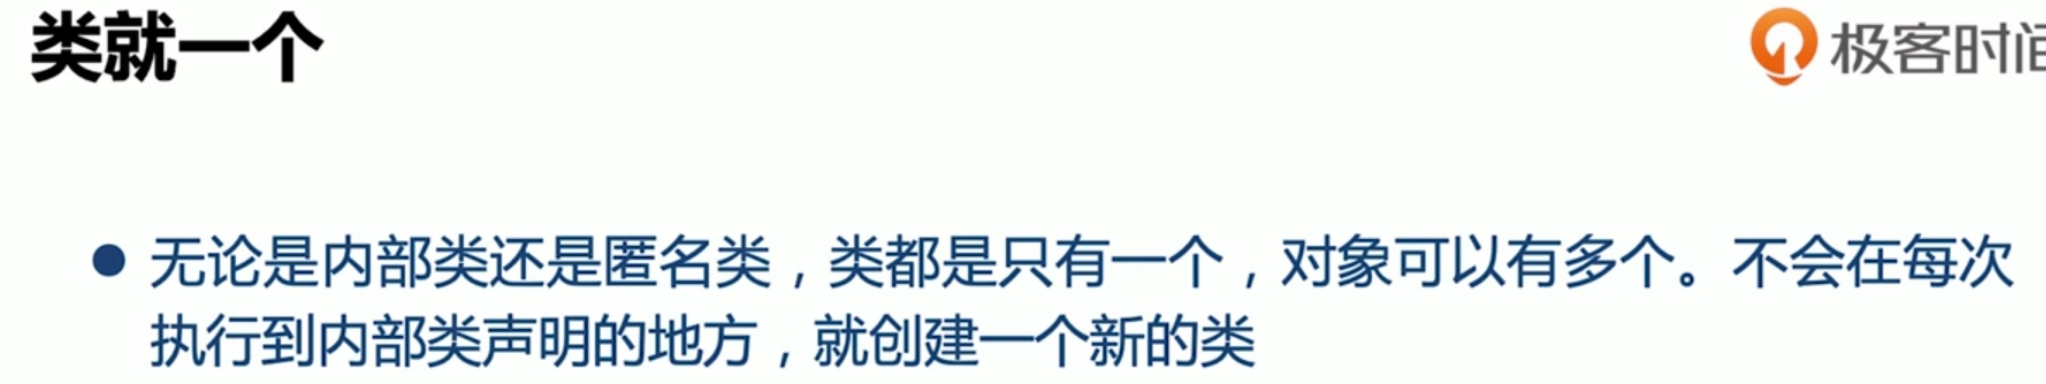 类就一个
极客时间
● 无论是内部类还是匿名类，类都是只有一个，对象可以有多个。不会在每次
执行到内部类声明的地方，就创建一个新的类